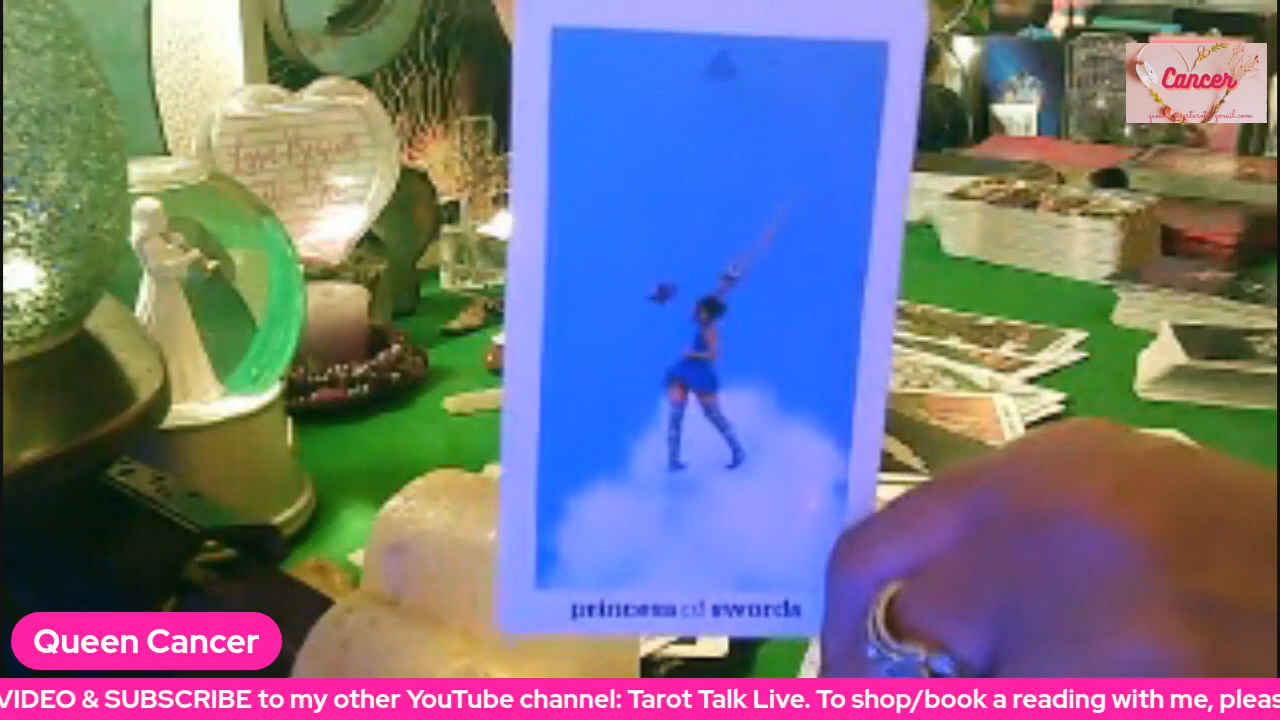 Cancer
princess of swords
Queen Cancer
VIDEO & SUBSCRIBE to my other YouTube channel: Tarot Talk Live. To shop/book a reading with me, pleas